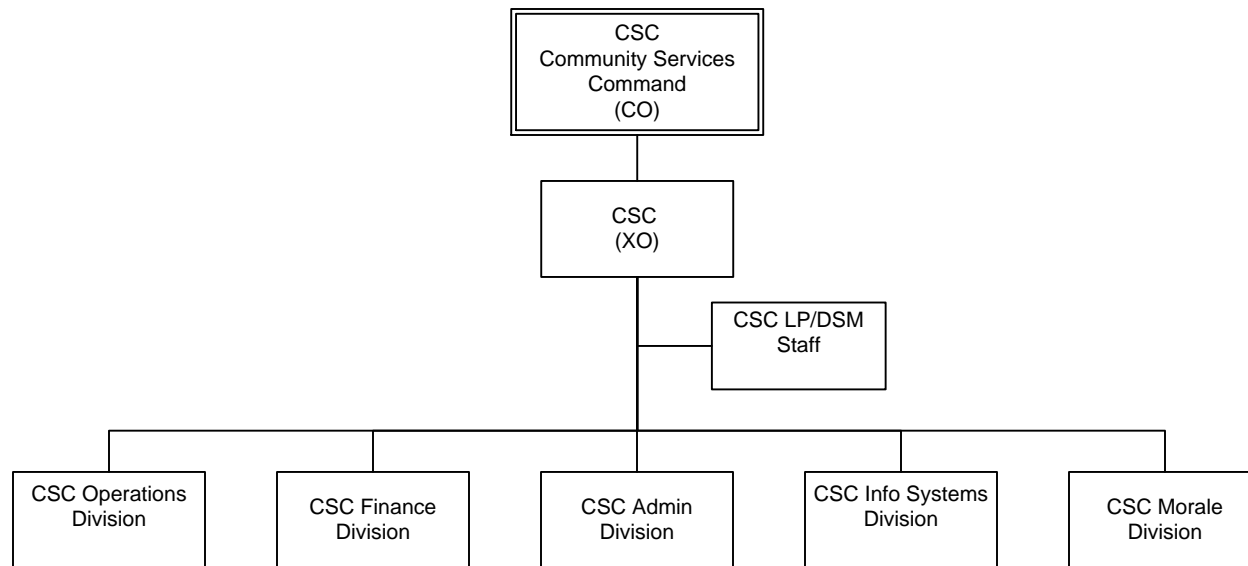 CSC
Community Services
Command
(CO)
CSC
(XO)
CSC LP/DSM
Staff
CSC Operations
Division
CSC Finance
Division
CSC Admin
Division
CSC Info Systems
Division
CSC Morale
Division